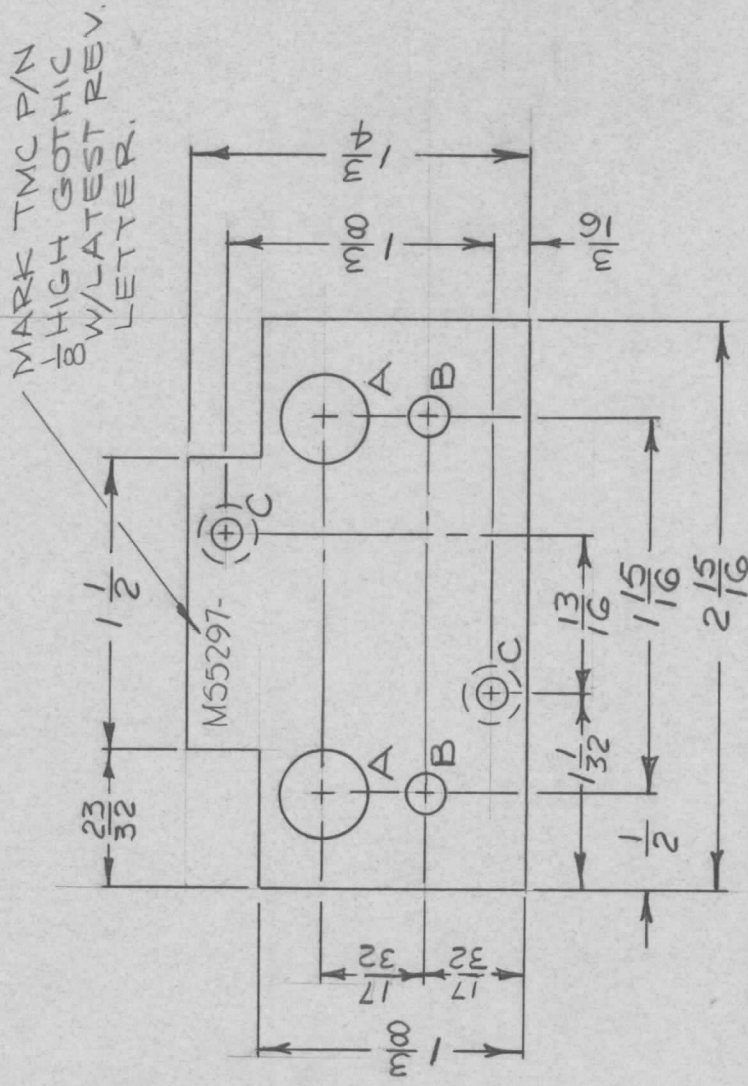 MARK TMC P/N
1/8 HIGH GOTHIC
W/LATEST REV.
LETTER.
1 1/2
23/32
MS5297-
C
A
A
B
B
C
1 3/4
1 3/8
3/16
17/32
17/32
1 3/8
1 1/32
13/16
1/2
1 15/16
2 15/16